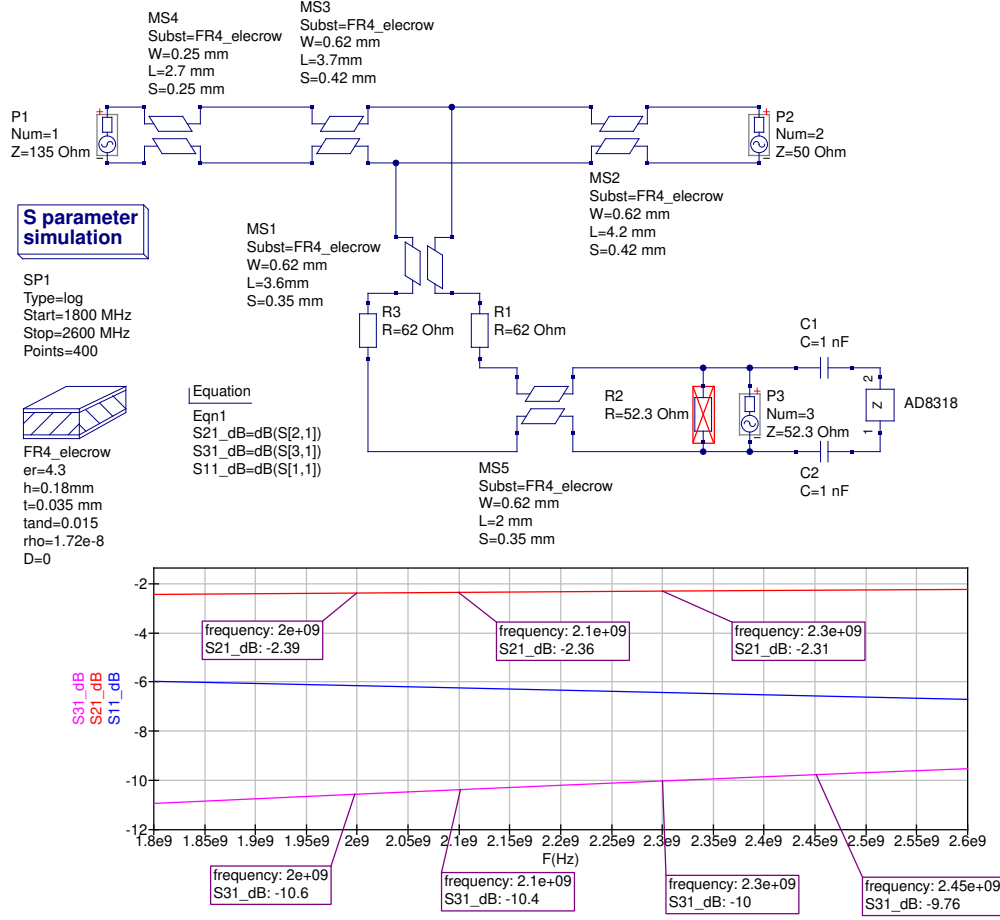 MS4
Subst=FR4_elecrow
W=0.25 mm
L=2.7 mm
S=0.25 mm
MS3
Subst=FR4_elecrow
W=0.62 mm
L=3.7mm
S=0.42 mm
P1
Num=1
Z=135 Ohm
+
–
+
–
P2
Num=2
Z=50 Ohm
MS2
Subst=FR4_elecrow
W=0.62 mm
L=4.2 mm
S=0.42 mm
S parameter
simulation
SP1
Type=log
Start=1800 MHz
Stop=2600 MHz
Points=400
MS1
Subst=FR4_elecrow
W=0.62 mm
L=3.6mm
S=0.35 mm
R3
R=62 Ohm
R1
R=62 Ohm
C1
C=1 nF
FR4_elecrow
er=4.3
h=0.18mm
t=0.035 mm
tand=0.015
rho=1.72e-8
D=0
Equation
Eqn1
S21_dB=dB(S[2,1])
S31_dB=dB(S[3,1])
S11_dB=dB(S[1,1])
R2
R=52.3 Ohm
+
–
P3
Num=3
Z=52.3 Ohm
2
Z
1
AD8318
C2
C=1 nF
MS5
Subst=FR4_elecrow
W=0.62 mm
L=2 mm
S=0.35 mm
S31_dB
S21_dB
S11_dB
-2
-4
-6
-8
-10
-12
frequency: 2e+09
S21_dB: -2.39
frequency: 2.1e+09
S21_dB: -2.36
frequency: 2.3e+09
S21_dB: -2.31
1.8e9 1.85e9 1.9e9 1.95e9 2e9 2.05e9 2.1e9 2.15e9 2.2e9 2.25e9 2.3e9 2.35e9 2.4e9 2.45e9 2.5e9 2.55e9 2.6e9
F(Hz)
frequency: 2e+09
S31_dB: -10.6
frequency: 2.1e+09
S31_dB: -10.4
frequency: 2.3e+09
S31_dB: -10
frequency: 2.45e+09
S31_dB: -9.76